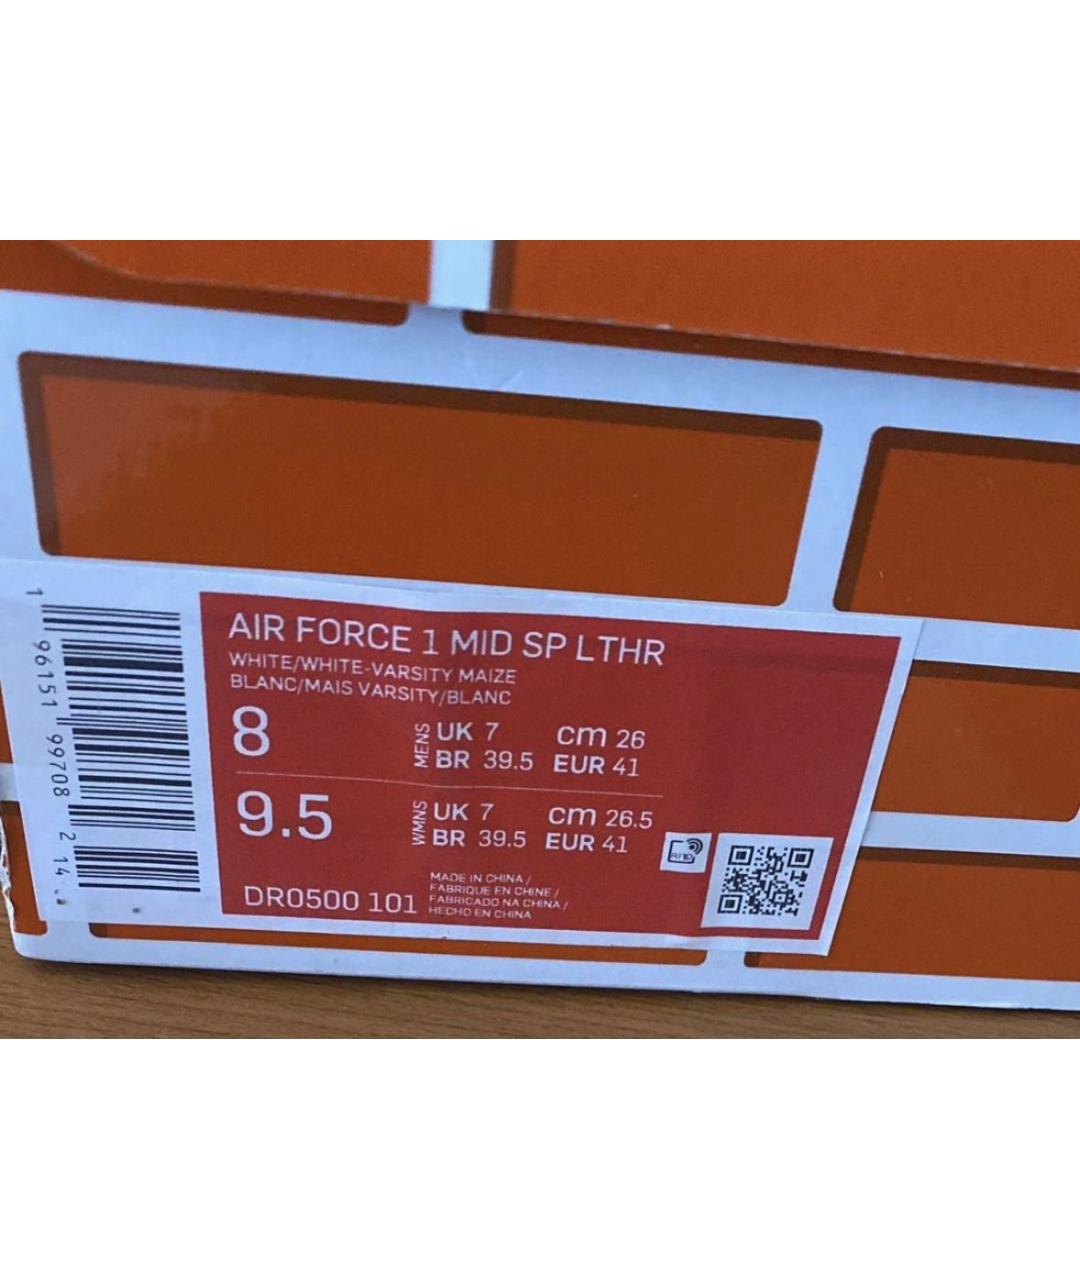 AIR FORCE 1 MID SP LTHR
WHITE/WHITE-VARSITY MAIZE
BLANC/MAIS VARSITY/BLANC
8 MENS UK 7 cm 26
BR 39.5 EUR 41
9.5 WMNS UK 7 cm 26.5
BR 39.5 EUR 41
DR0500 101
MADE IN CHINA /
FABRIQUE EN CHINE /
FABRICADO NA CHINA /
HECHO EN CHINA
RFID
1 96151 99708 2 14